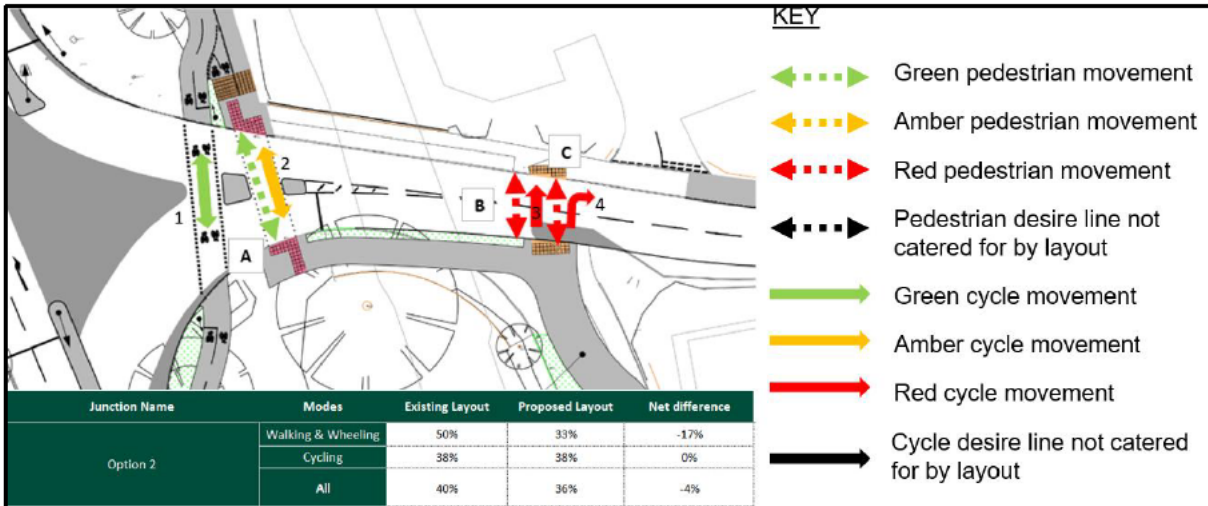 KEY
Green pedestrian movement
Amber pedestrian movement
Red pedestrian movement
Pedestrian desire line not
catered for by layout
Green cycle movement
Amber cycle movement
Red cycle movement
Cycle desire line not catered
for by layout
1
2
A
B
C
3
4
Junction Name Modes Existing Layout Proposed Layout Net difference
Option 2
Walking & Wheeling 50% 33% -17%
Cycling 38% 38% 0%
All 40% 36% -4%